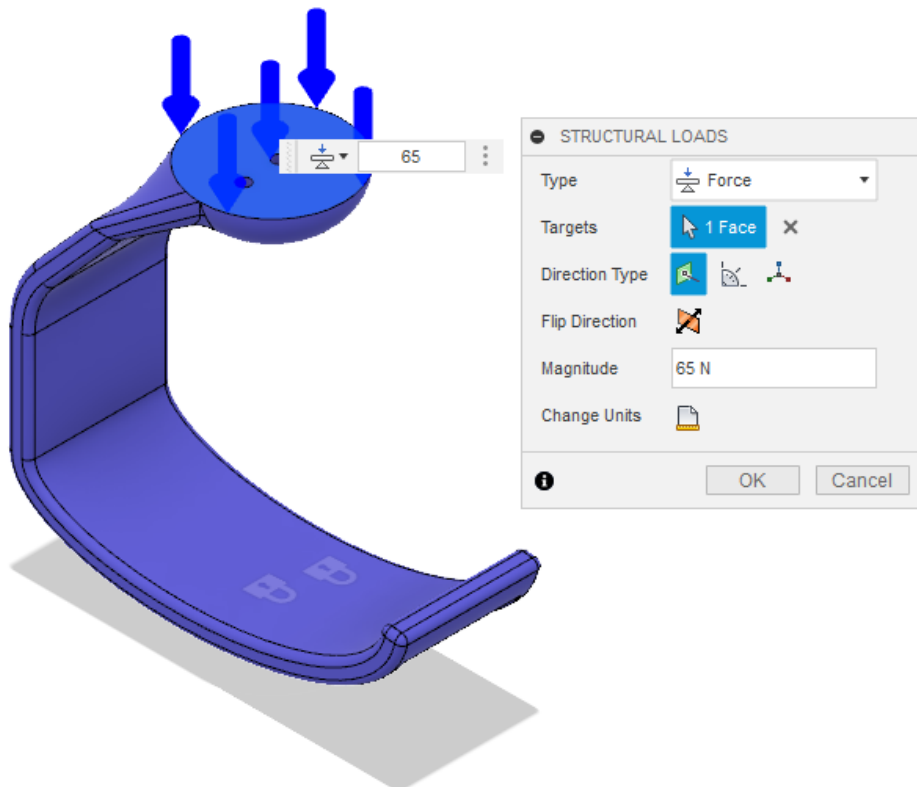 65
STRUCTURAL LOADS
Type Force
Targets 1 Face
Direction Type
Flip Direction
Magnitude 65 N
Change Units
OK Cancel